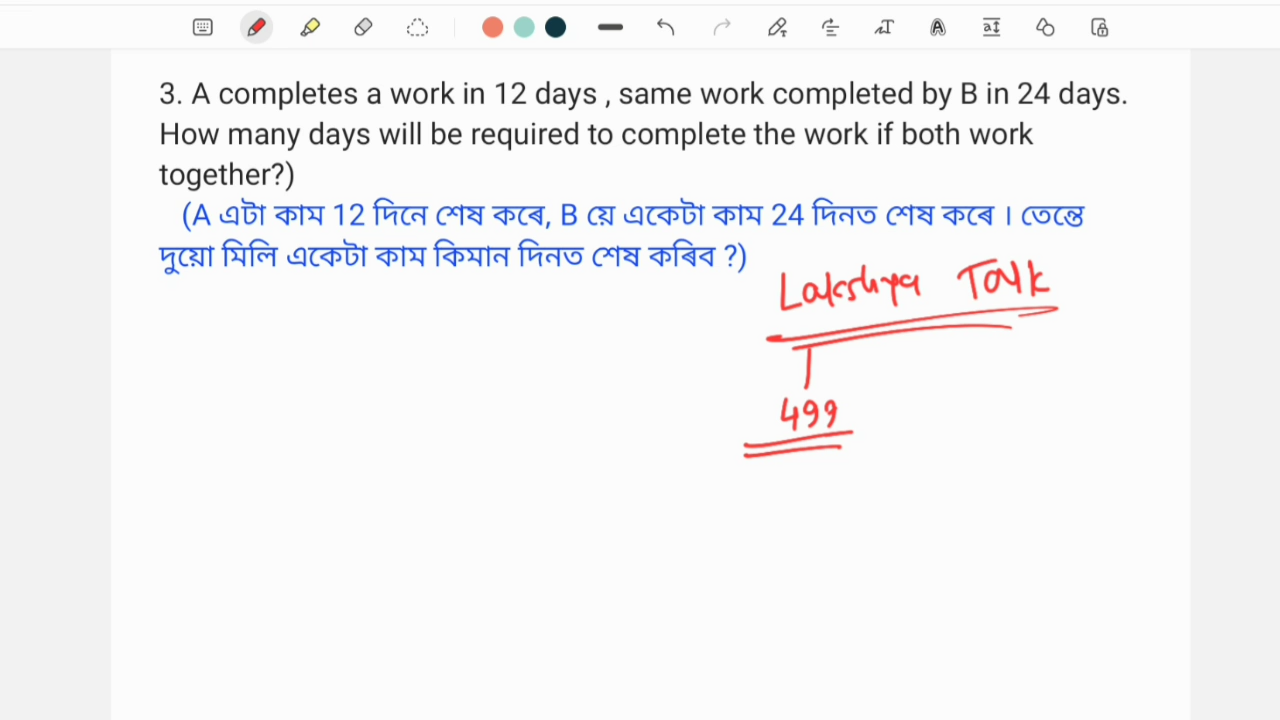 3. A completes a work in 12 days , same work completed by B in 24 days.
How many days will be required to complete the work if both work
together?)
(A এটা কাম 12 দিনে শেষ কৰে, B য়ে একেটা কাম 24 দিনত শেষ কৰে । তেন্তে
দুয়ো মিলি একেটা কাম কিমান দিনত শেষ কৰিব ?)
Lakshya Talk
499